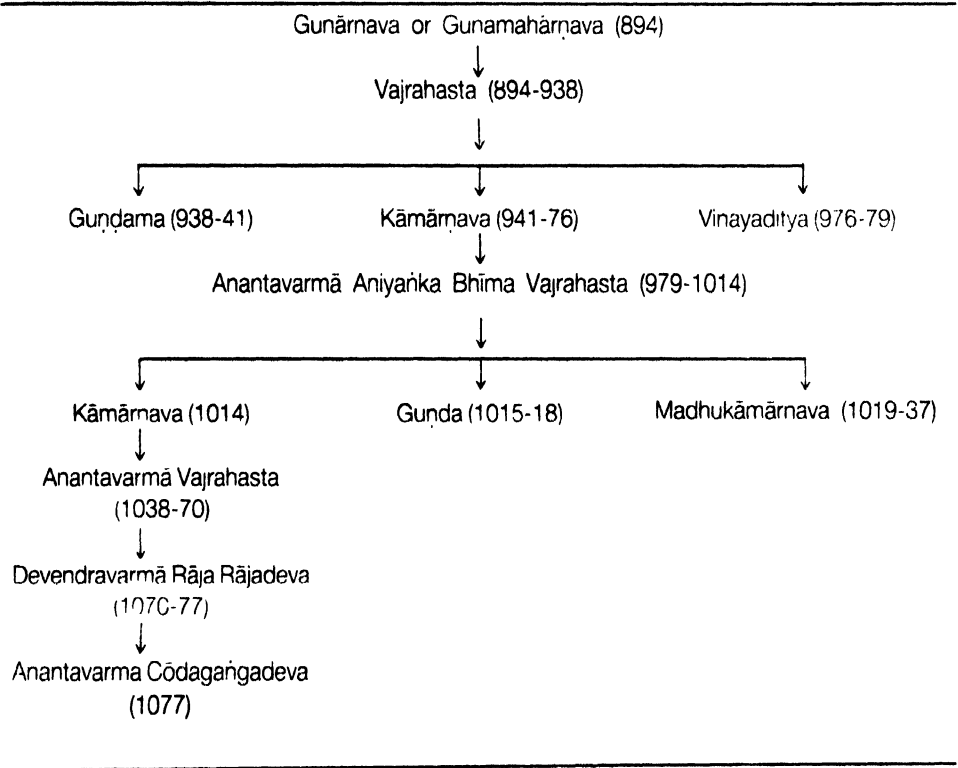 Gunārnava or Gunamahārṇava (894)
Vajrahasta (894-938)
Guṇḍama (938-41) Kāmārṇava (941-76) Vinayaditya (976-79)
Anantavarmā Aniyaṅka Bhīma Vajrahasta (979-1014)
Kāmārnava (1014) Guṇda (1015-18) Madhukāmārnava (1019-37)
Anantavarmā Vajrahasta
(1038-70)
Devendravarmā Rāja Rājadeva
(1070-77)
Anantavarma Cōdagaṅgadeva
(1077)